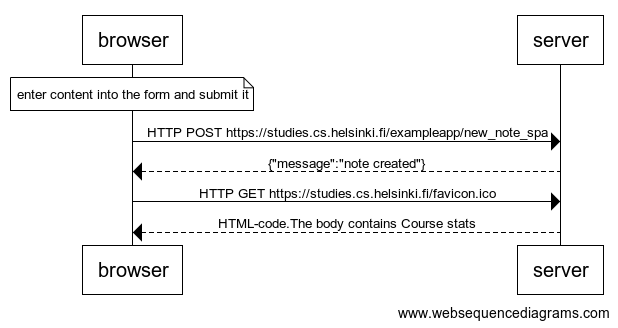 browser
server
enter content into the form and submit it
HTTP POST https://studies.cs.helsinki.fi/exampleapp/new_note_spa
{"message":"note created"}
HTTP GET https://studies.cs.helsinki.fi/favicon.ico
HTML-code.The body contains Course stats
browser
server
www.websequencediagrams.com